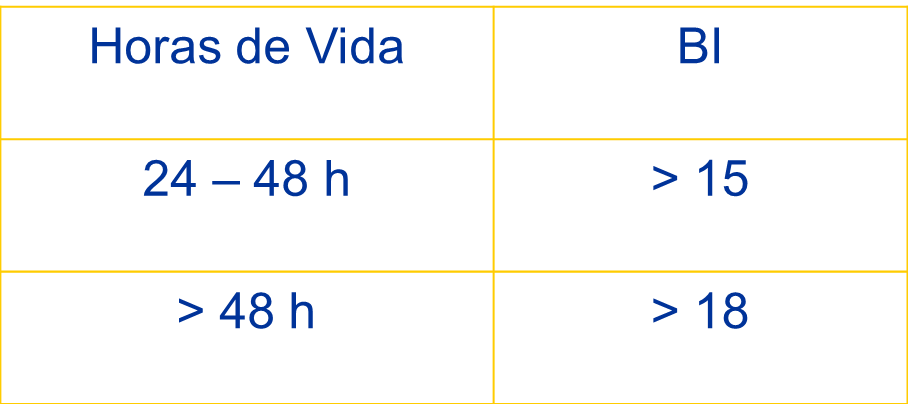 Horas de Vida BI
24 – 48 h > 15
> 48 h > 18